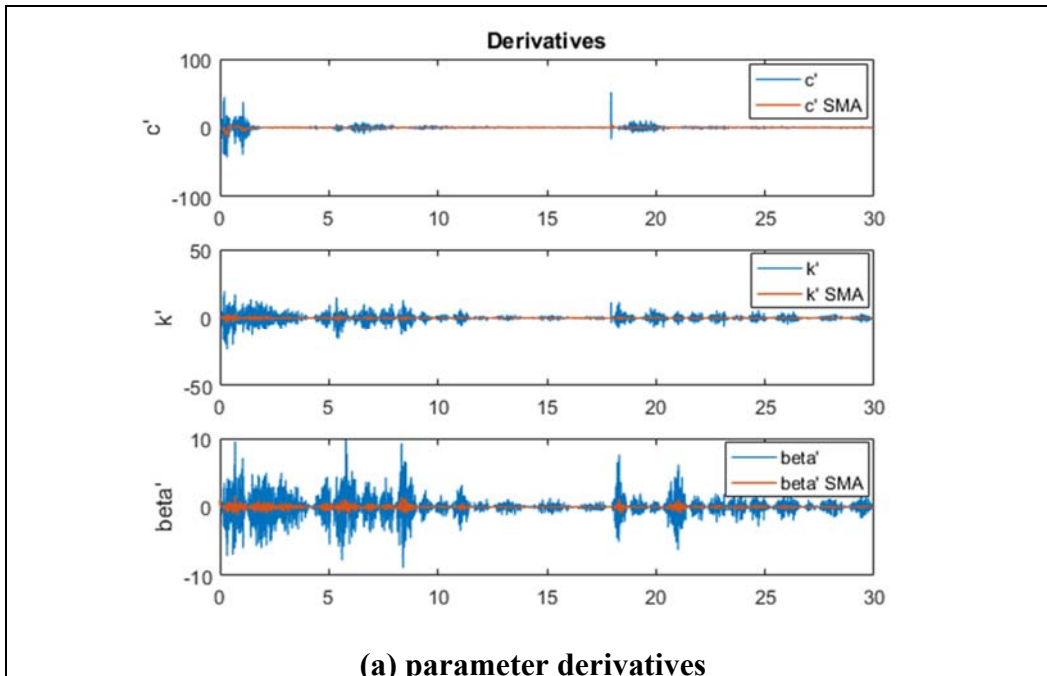 Derivatives
100
0
-100
c'
c'
c' SMA
0 5 10 15 20 25 30
50
0
-50
k'
k'
k' SMA
0 5 10 15 20 25 30
10
0
-10
beta'
beta'
beta' SMA
0 5 10 15 20 25 30
(a) parameter derivatives